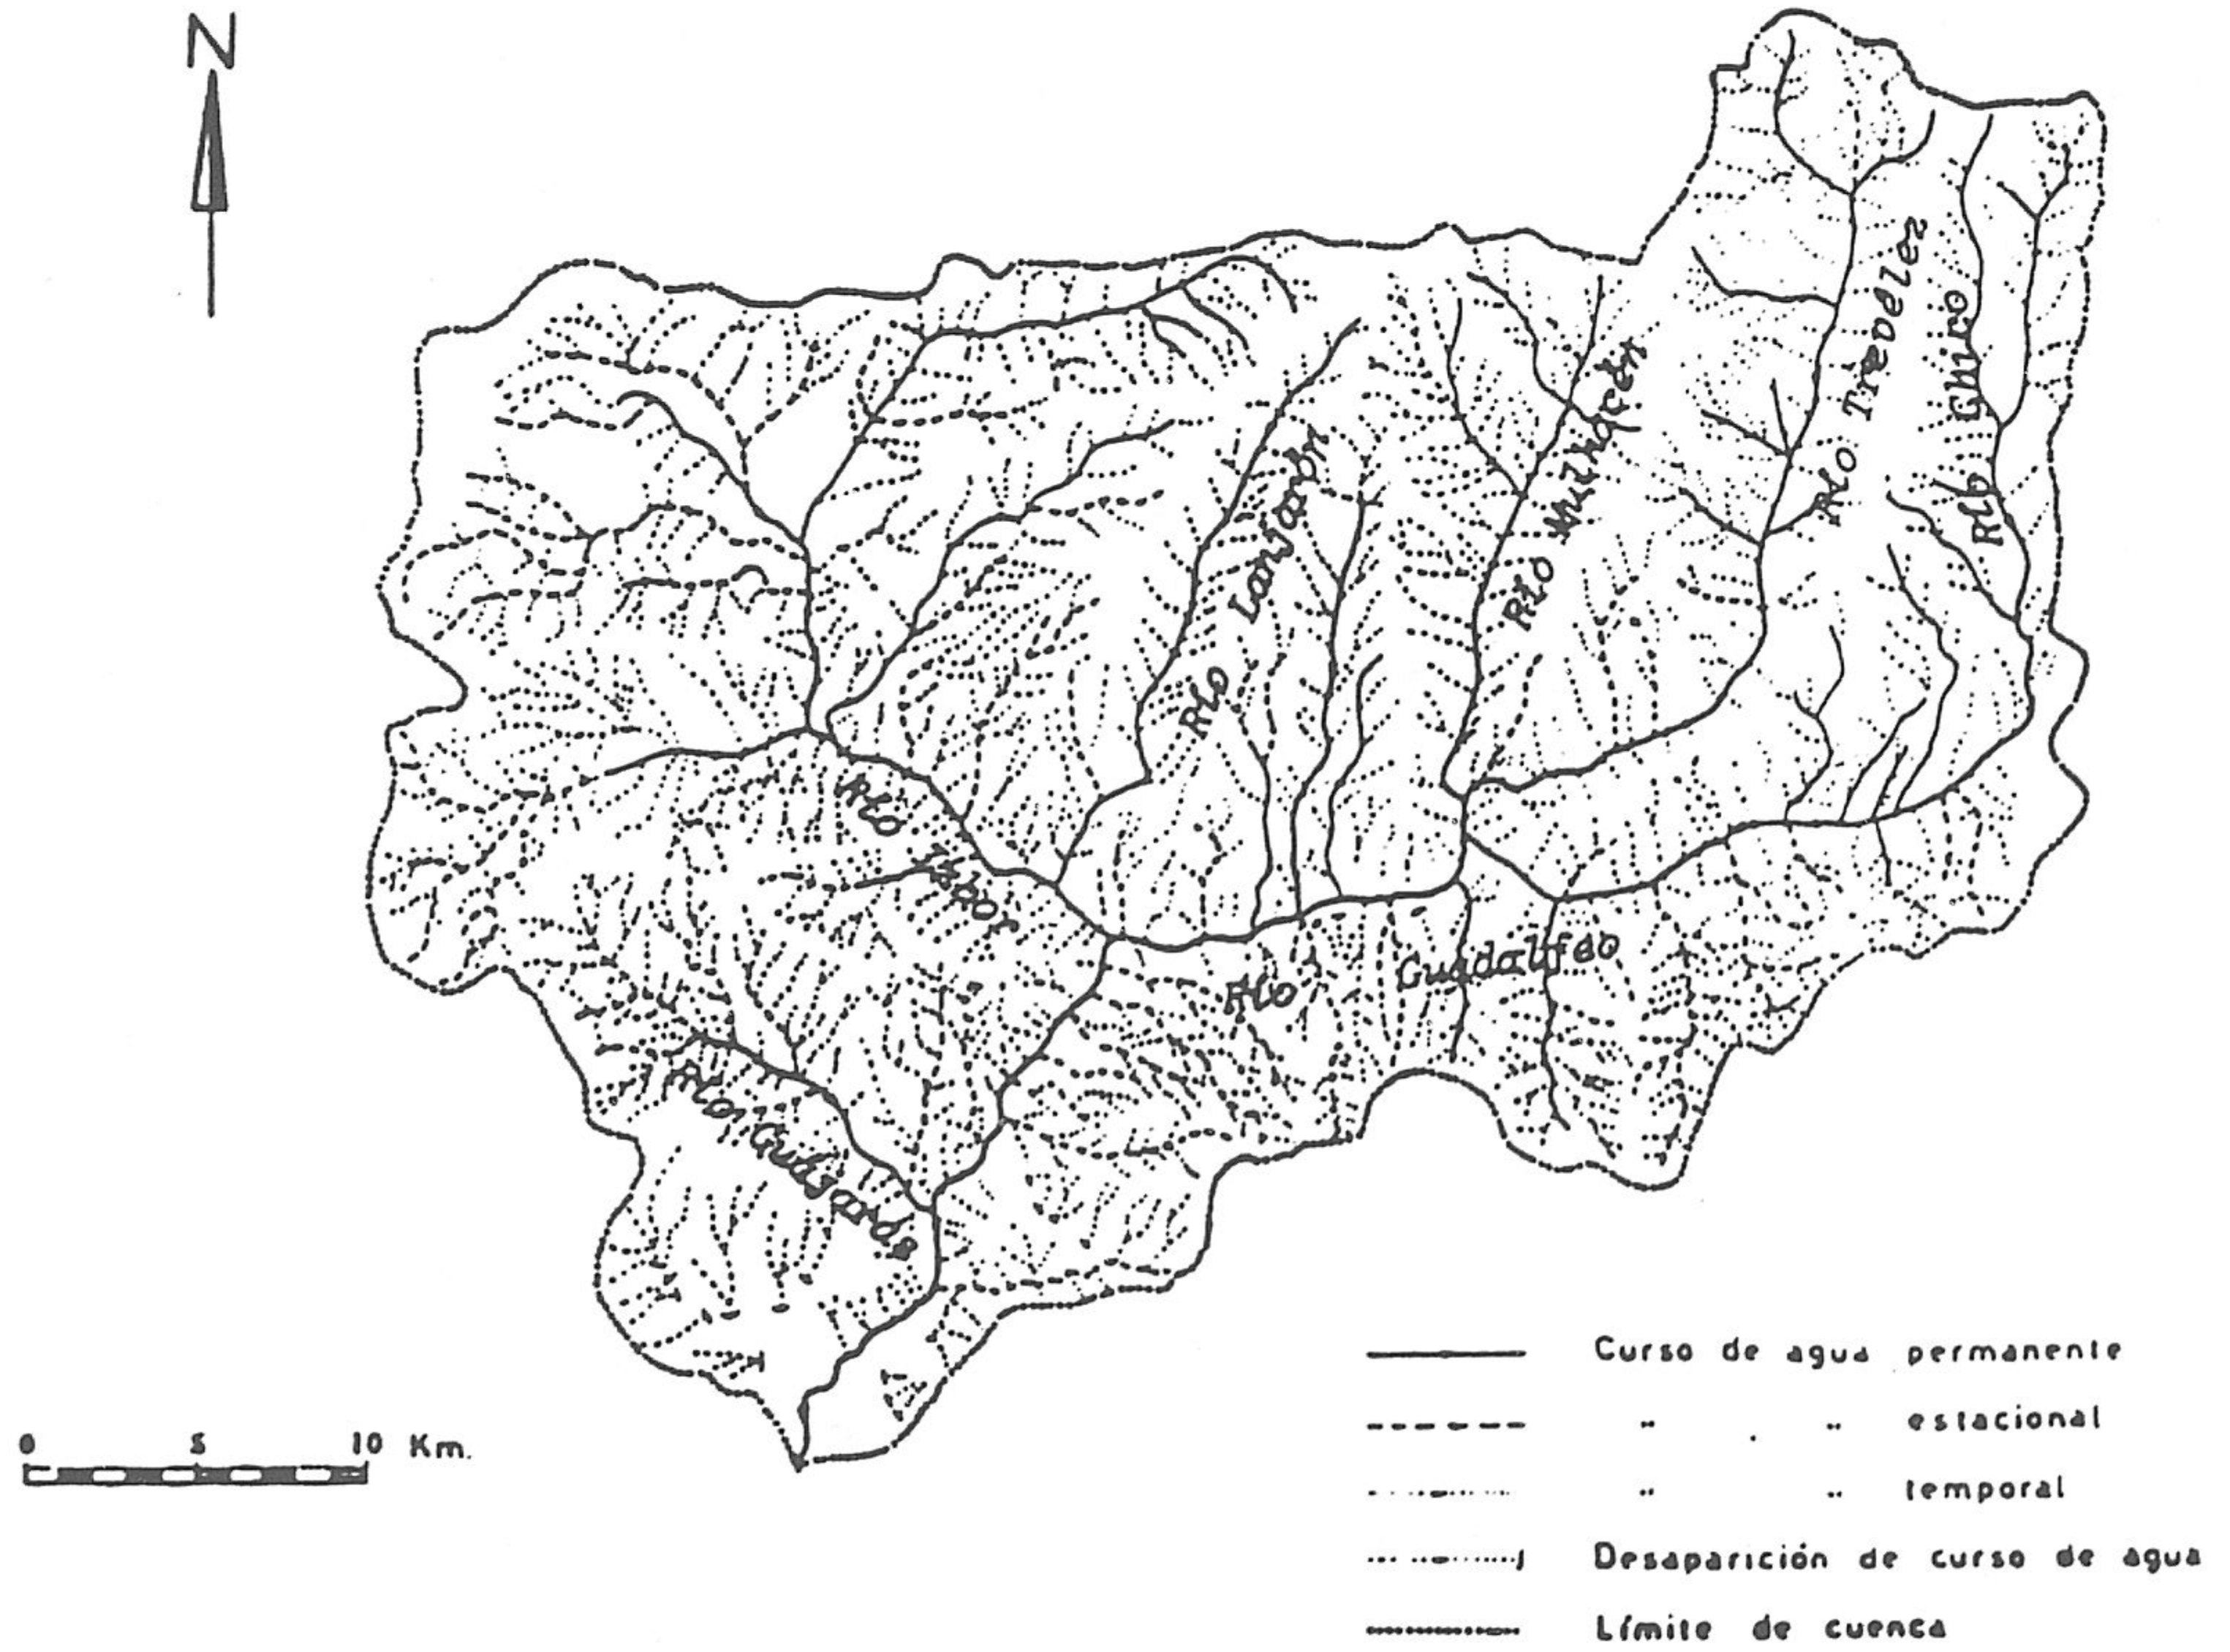 N
Río Trevélez
Río Chico
Río Mulhacén
Río Lanjarón
Río Izbor
Río Guadalfeo
Río Guájaras
0 5 10 Km.
Curso de agua permanente
" " estacional
" " temporal
Desaparición de curso de agua
Límite de cuenca